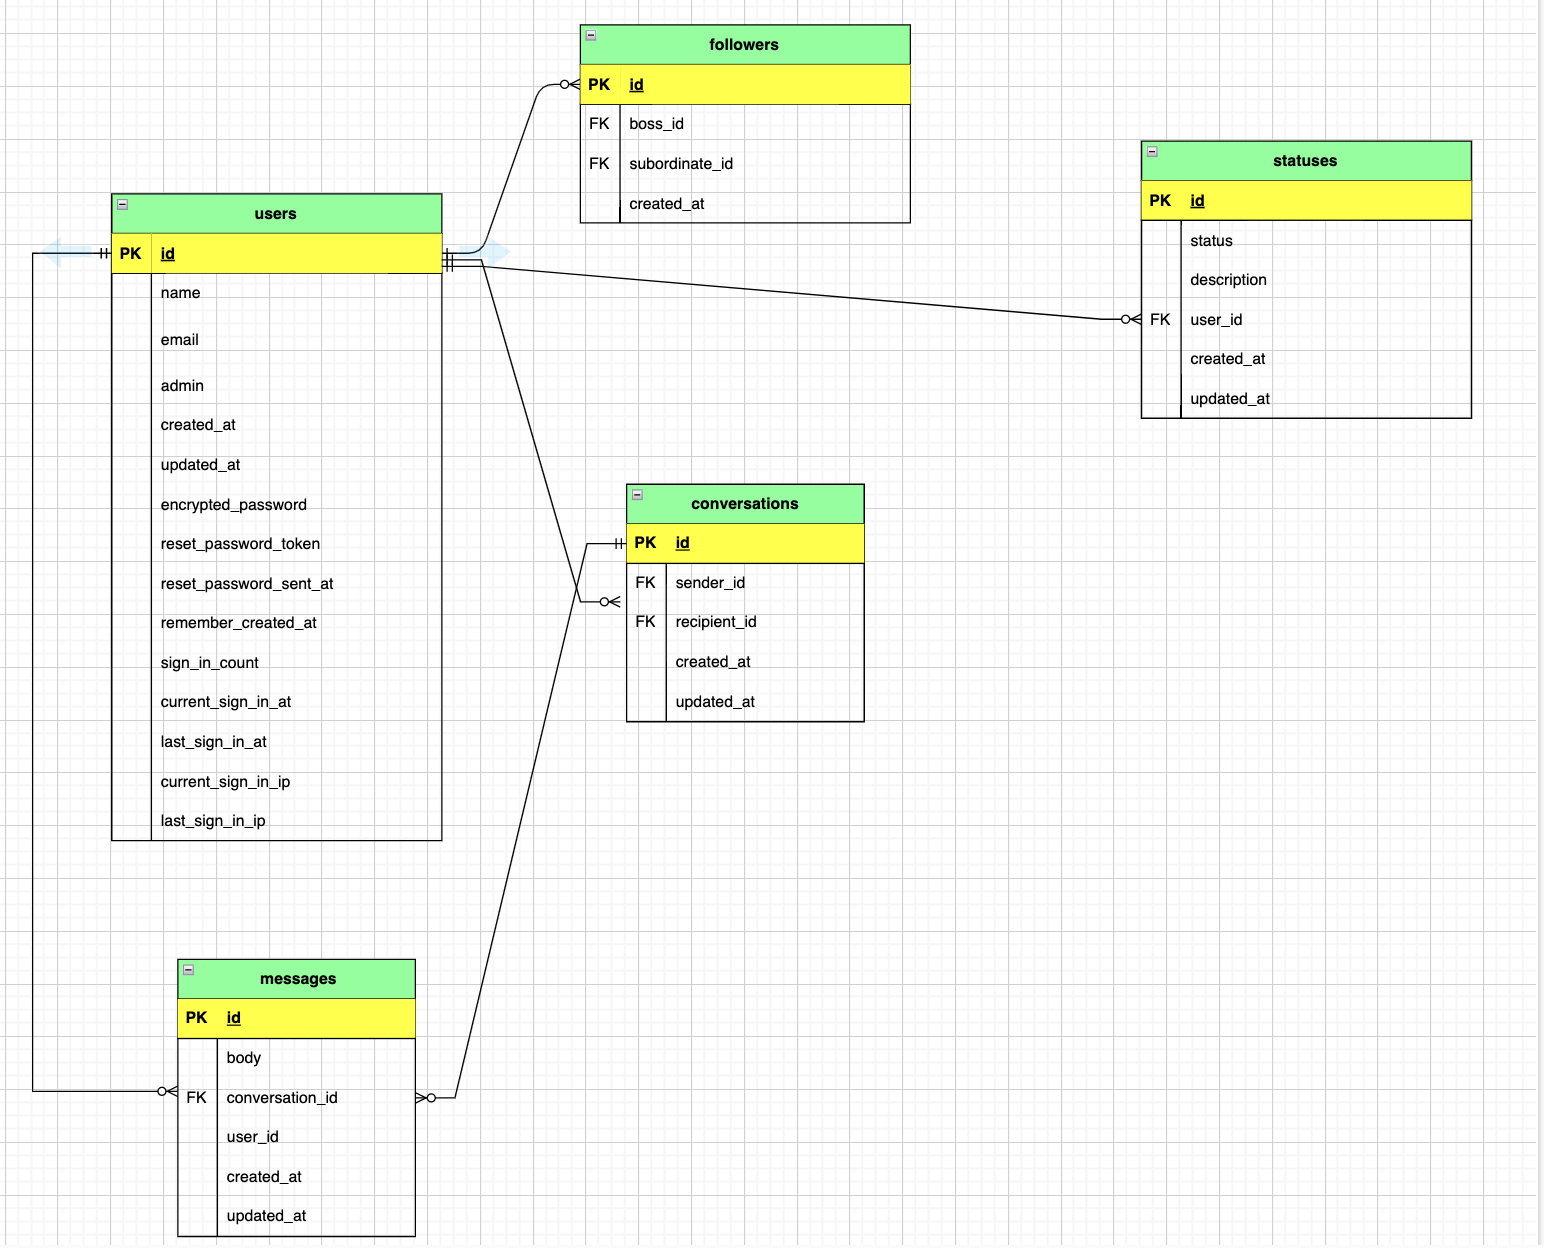 followers
PK id
FK boss_id
FK subordinate_id
created_at
statuses
PK id
status
description
FK user_id
created_at
updated_at
users
PK id
name
email
admin
created_at
updated_at
encrypted_password
reset_password_token
reset_password_sent_at
remember_created_at
sign_in_count
current_sign_in_at
last_sign_in_at
current_sign_in_ip
last_sign_in_ip
conversations
PK id
FK sender_id
FK recipient_id
created_at
updated_at
messages
PK id
body
FK conversation_id
user_id
created_at
updated_at